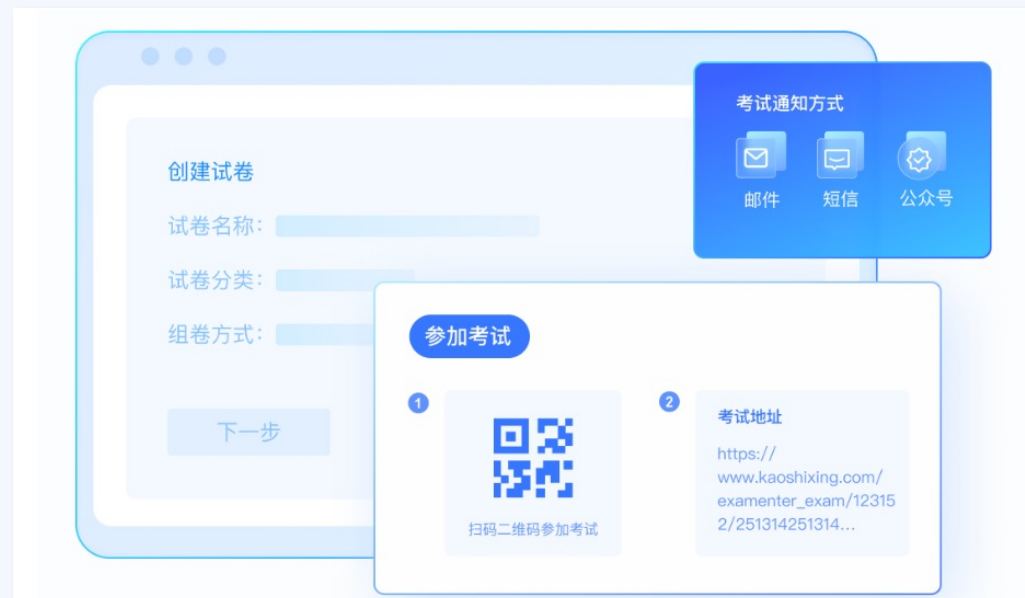 考试通知方式
邮件
短信
公众号
创建试卷
试卷名称：
试卷分类：
组卷方式：
下一步
参加考试
1
扫码二维码参加考试
2
考试地址
https://
www.kaoshixing.com/
examenter_exam/12315
2/251314251314...